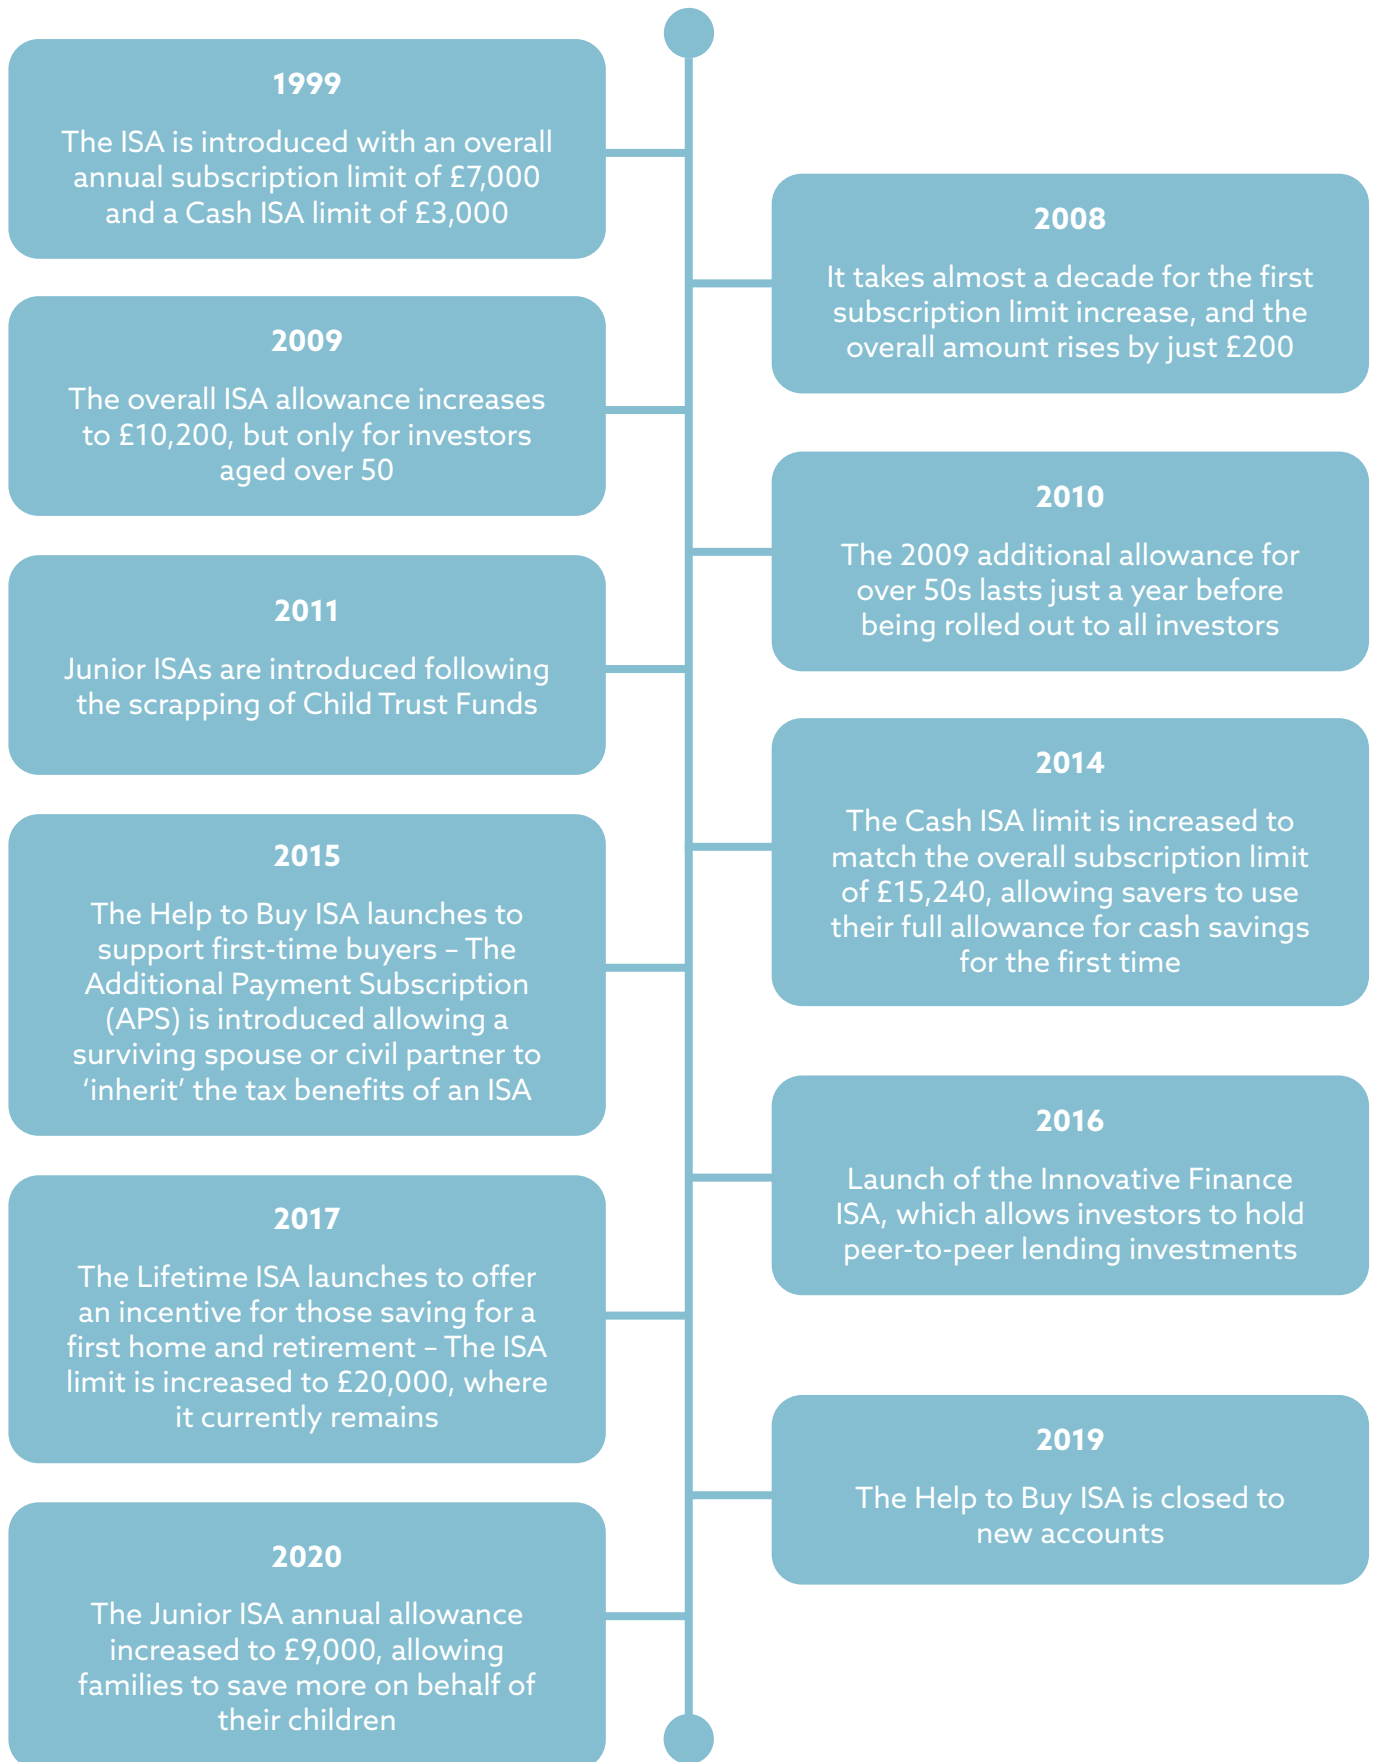 1999
The ISA is introduced with an overall
annual subscription limit of £7,000
and a Cash ISA limit of £3,000
2008
It takes almost a decade for the first
subscription limit increase, and the
overall amount rises by just £200
2009
The overall ISA allowance increases
to £10,200, but only for investors
aged over 50
2010
The 2009 additional allowance for
over 50s lasts just a year before
being rolled out to all investors
2011
Junior ISAs are introduced following
the scrapping of Child Trust Funds
2014
The Cash ISA limit is increased to
match the overall subscription limit
of £15,240, allowing savers to use
their full allowance for cash savings
for the first time
2015
The Help to Buy ISA launches to
support first-time buyers – The
Additional Payment Subscription
(APS) is introduced allowing a
surviving spouse or civil partner to
‘inherit’ the tax benefits of an ISA
2016
Launch of the Innovative Finance
ISA, which allows investors to hold
peer-to-peer lending investments
2017
The Lifetime ISA launches to offer
an incentive for those saving for a
first home and retirement – The ISA
limit is increased to £20,000, where
it currently remains
2019
The Help to Buy ISA is closed to
new accounts
2020
The Junior ISA annual allowance
increased to £9,000, allowing
families to save more on behalf of
their children